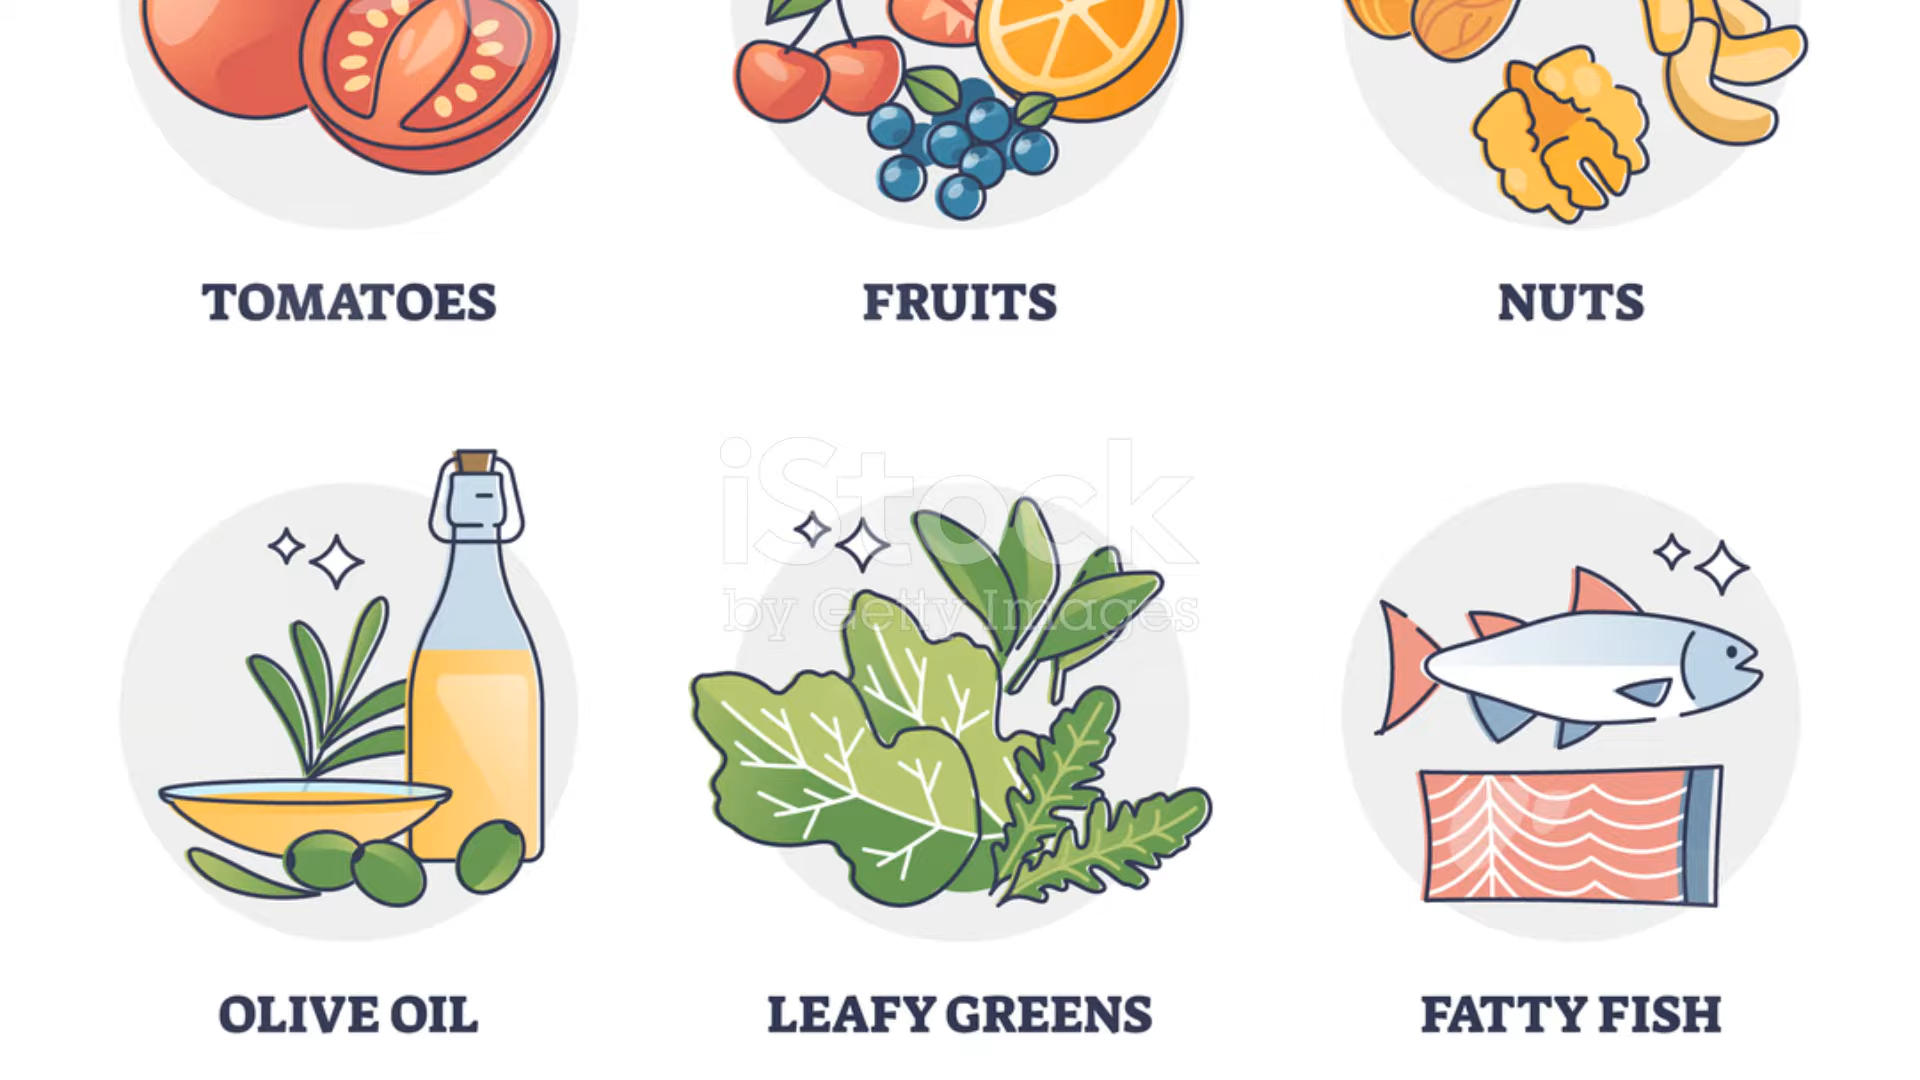 TOMATOES
FRUITS
NUTS
iStock
by Getty Images
OLIVE OIL
LEAFY GREENS
FATTY FISH